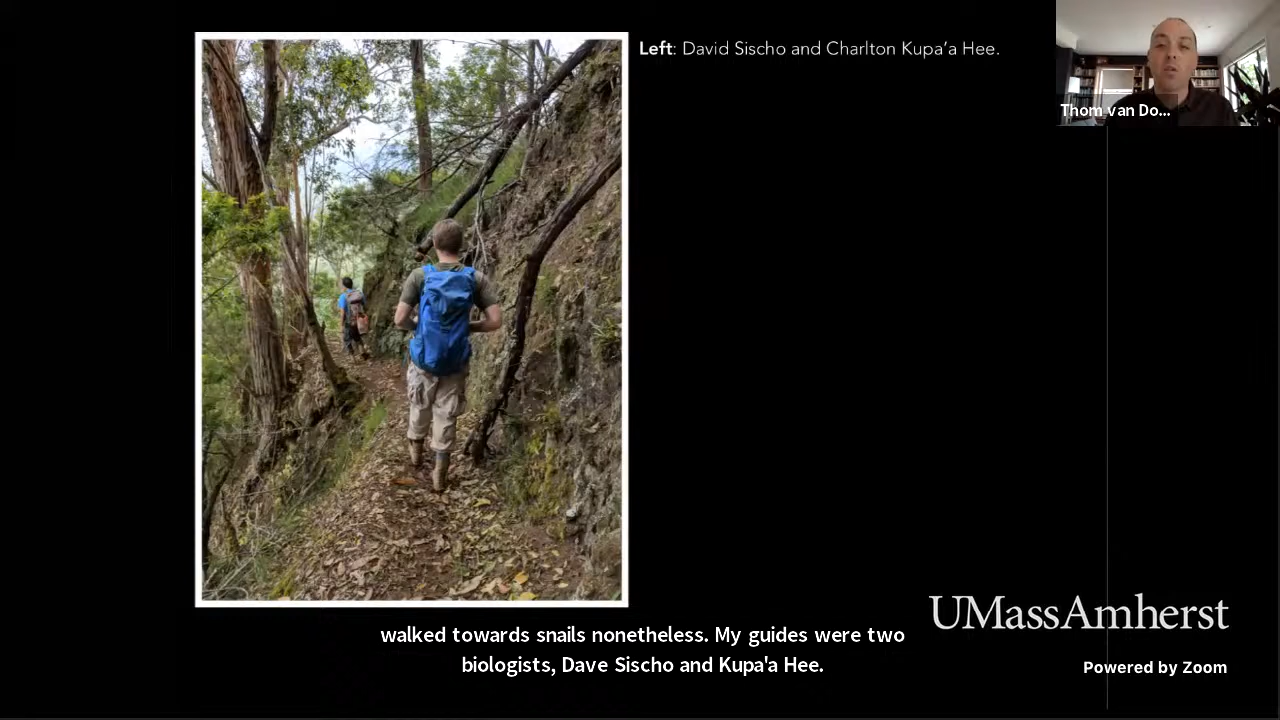 Left: David Sischo and Charlton Kupaʻa Hee.
Thom van Do...
walked towards snails nonetheless. My guides were two
biologists, Dave Sischo and Kupa'a Hee.
UMassAmherst
Powered by Zoom